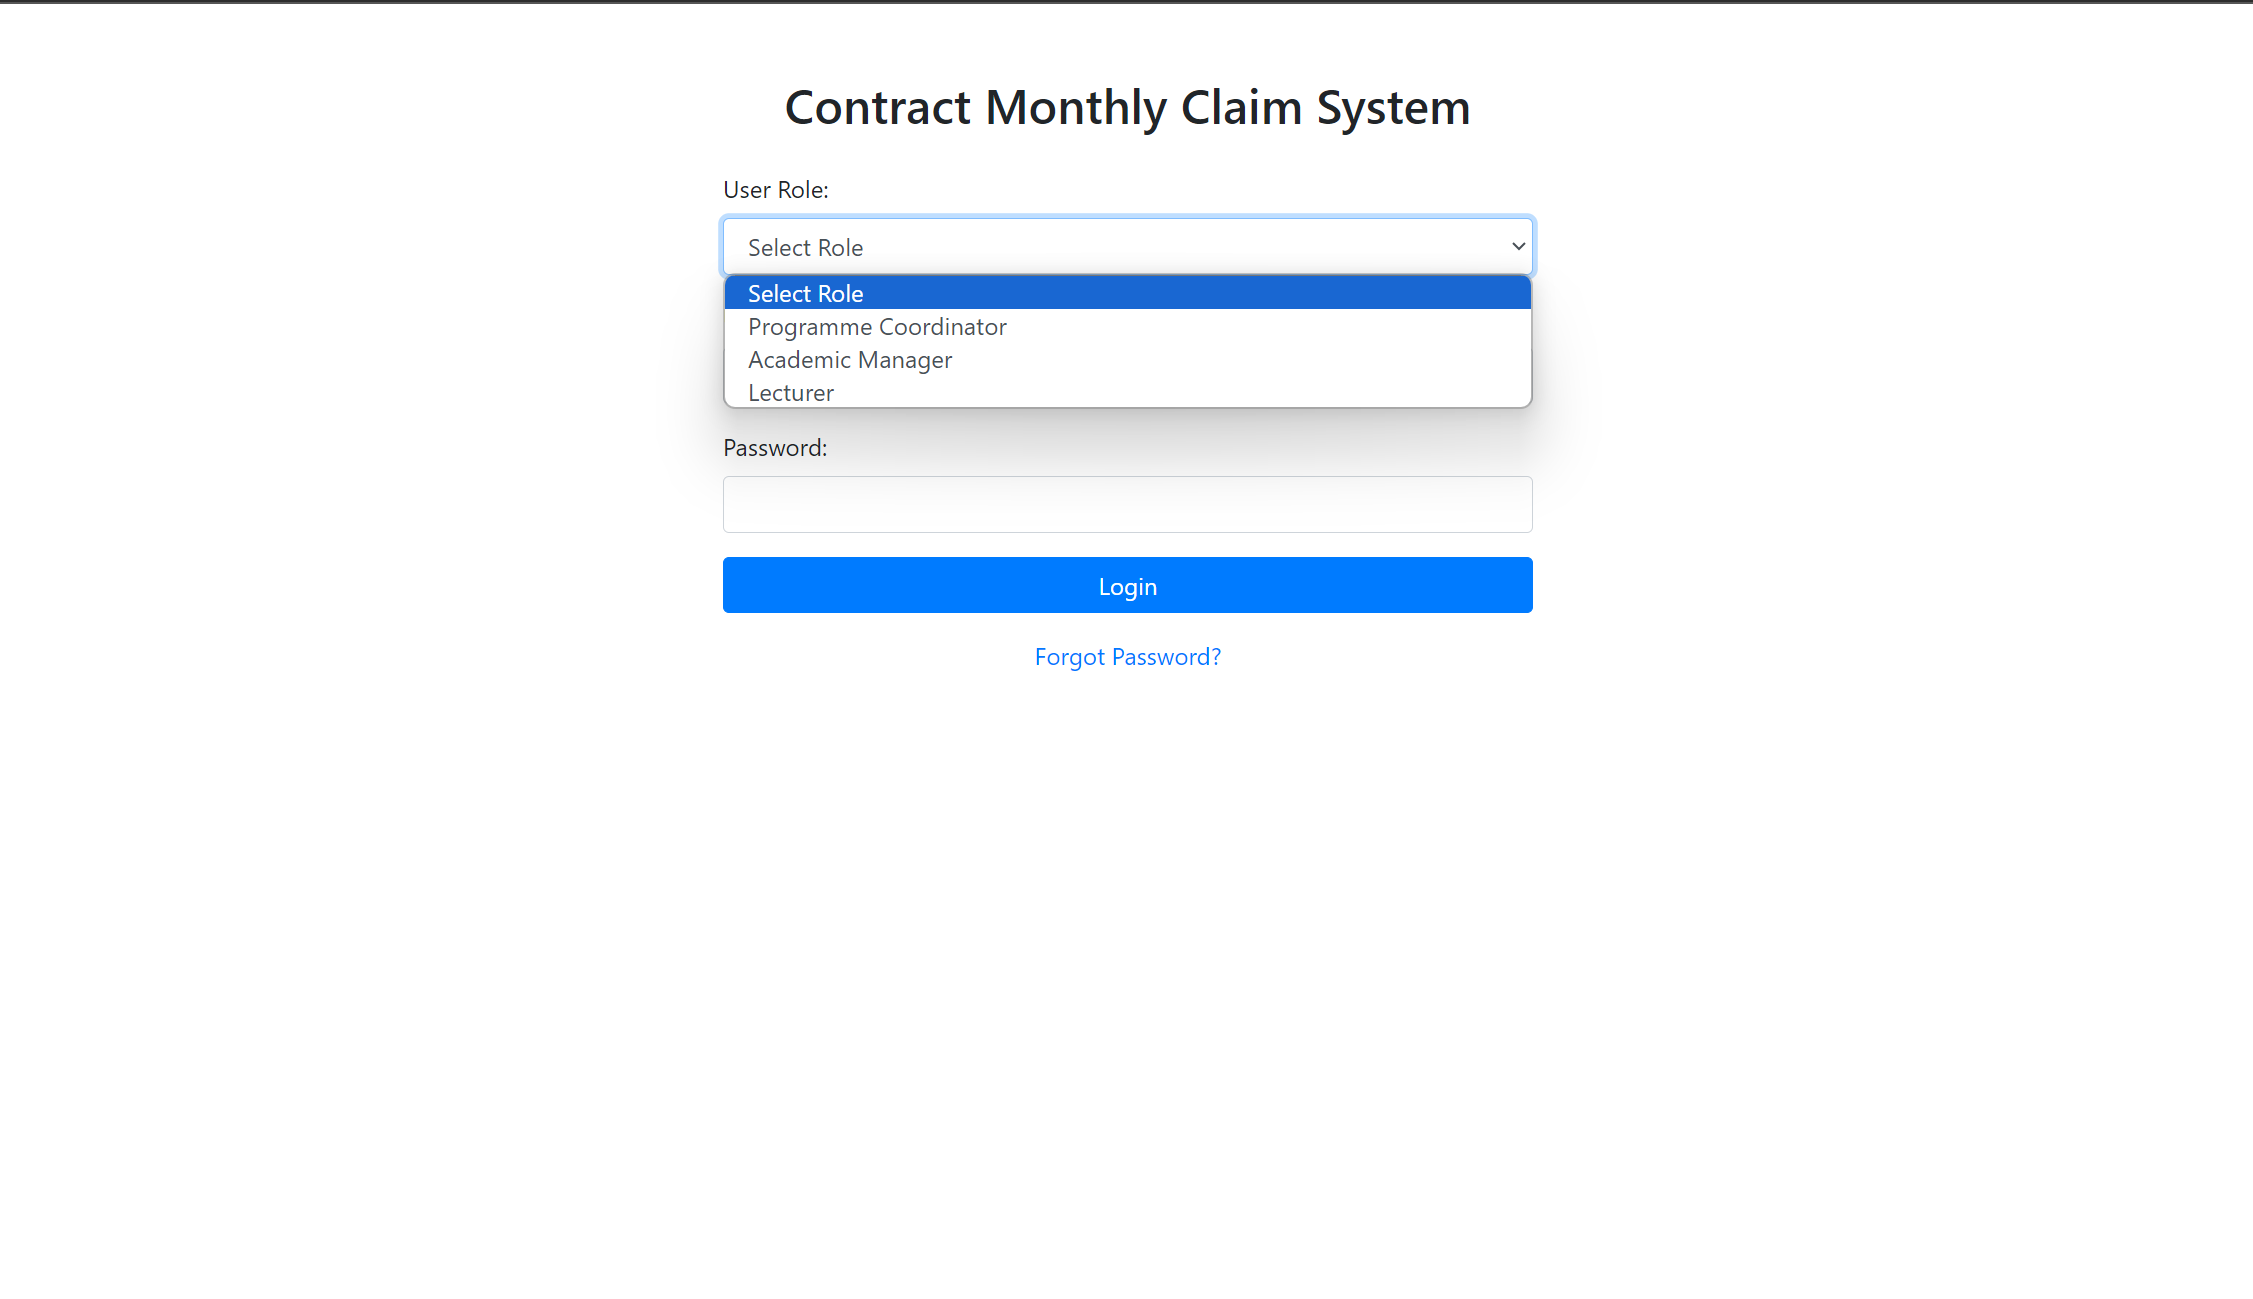 Contract Monthly Claim System
User Role:
Select Role
Select Role
Programme Coordinator
Academic Manager
Lecturer
Password:
Login
Forgot Password?